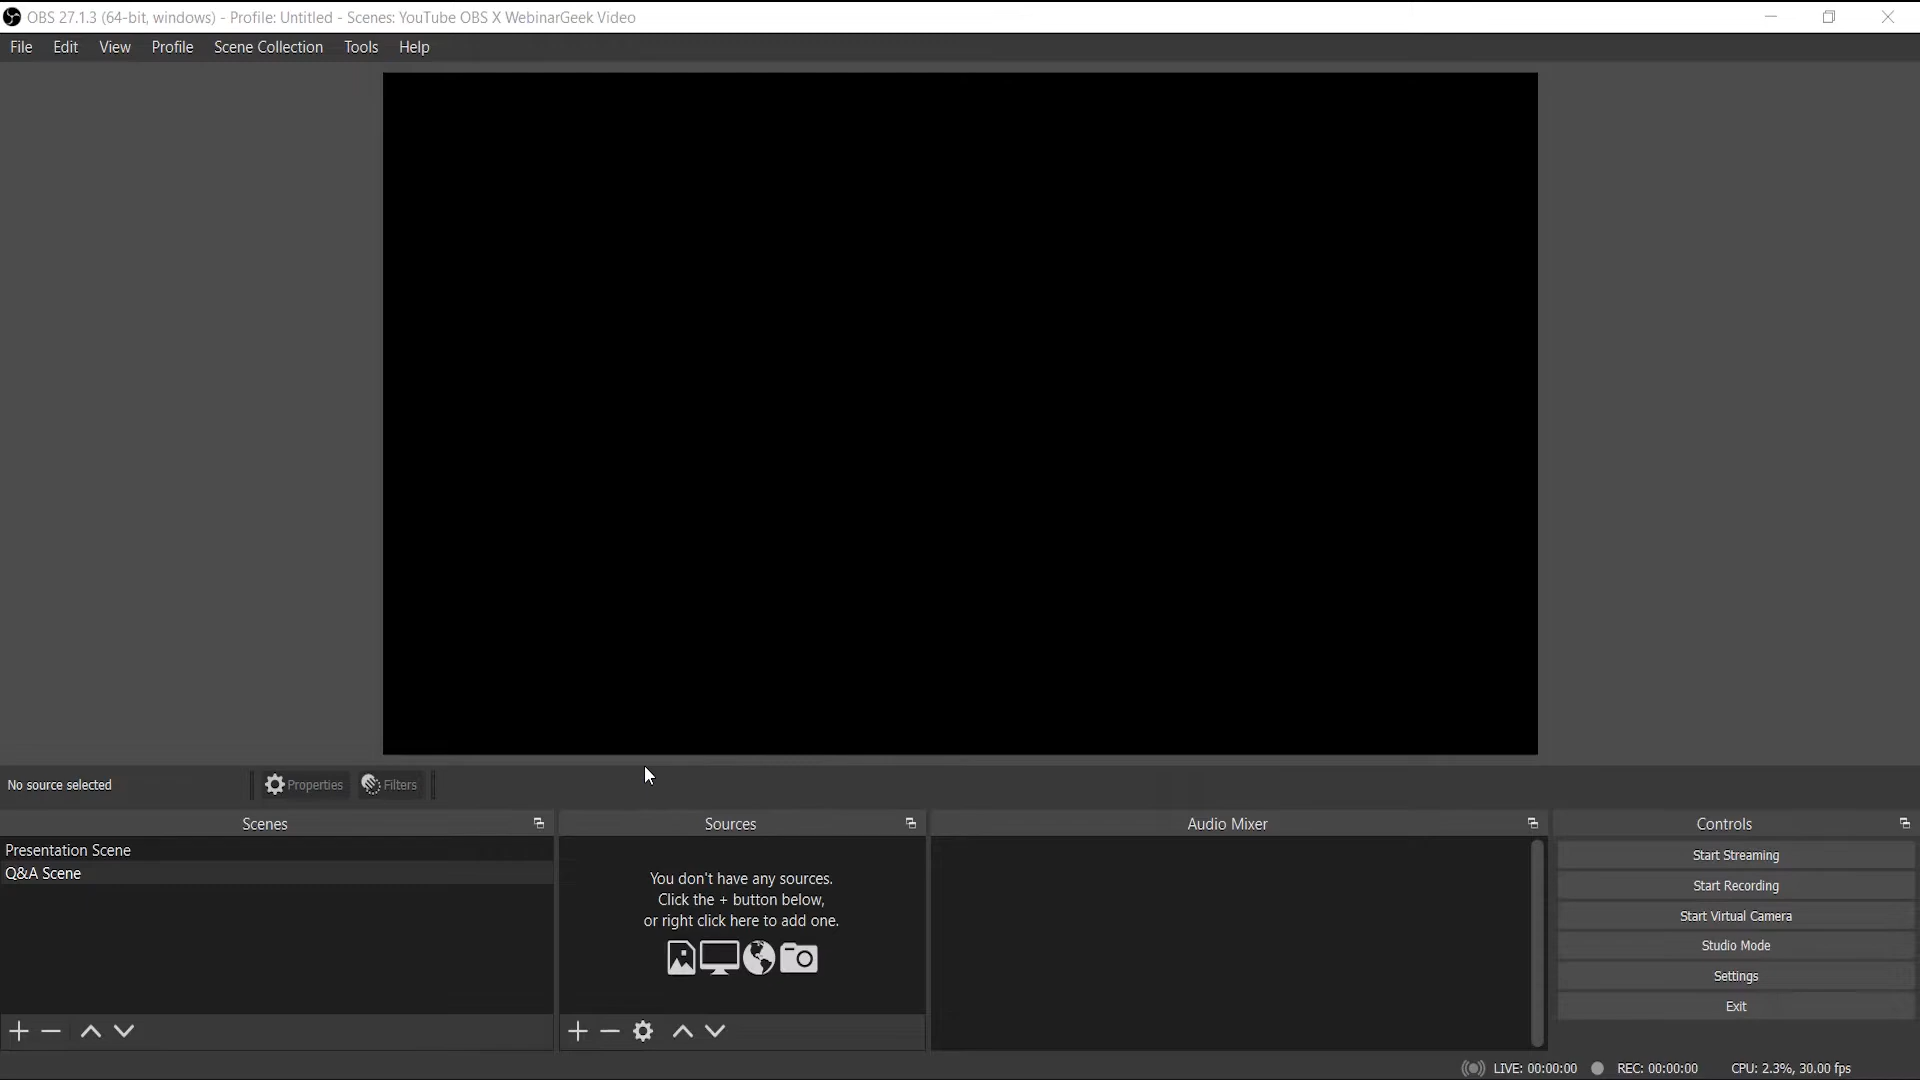 OBS 27.1.3 (64-bit, windows) - Profile: Untitled - Scenes: YouTube OBS X WebinarGeek Video
File Edit View Profile Scene Collection Tools Help
No source selected Properties Filters
Scenes
Presentation Scene
Q&A Scene
Sources
You don't have any sources.
Click the + button below,
or right click here to add one.
Audio Mixer
Controls
Start Streaming
Start Recording
Start Virtual Camera
Studio Mode
Settings
Exit
LIVE: 00:00:00 REC: 00:00:00 CPU: 2.3%, 30.00 fps